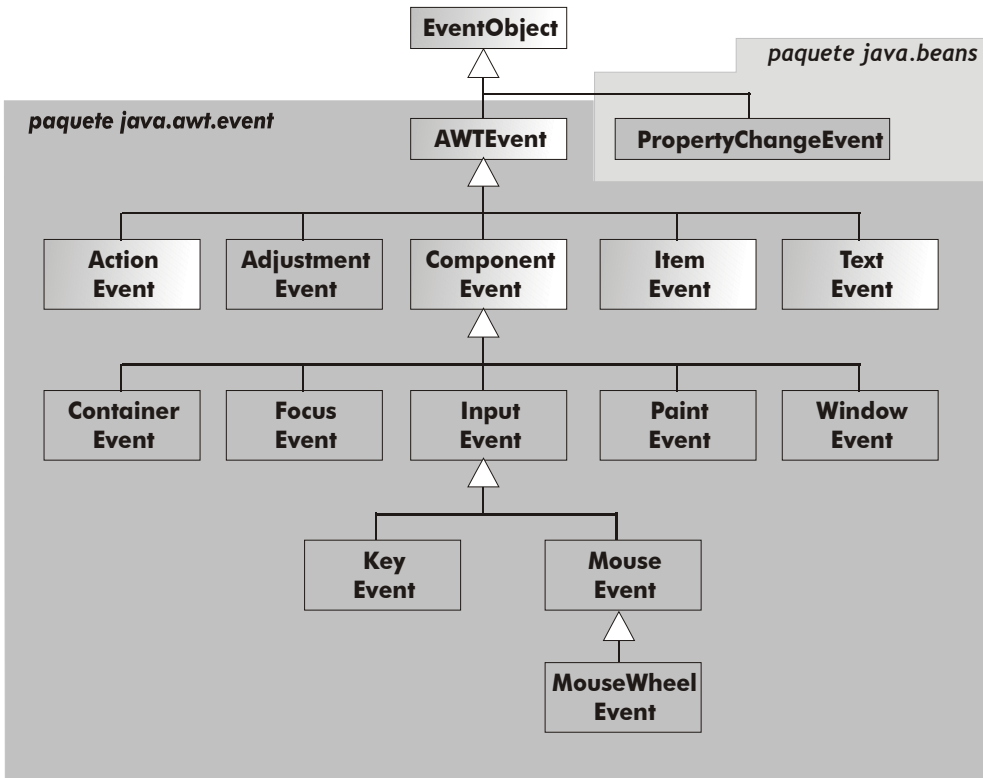 EventObject
paquete java.beans
paquete java.awt.event
AWTEvent
PropertyChangeEvent
Action
Event
Adjustment
Event
Component
Event
Item
Event
Text
Event
Container
Event
Focus
Event
Input
Event
Paint
Event
Window
Event
Key
Event
Mouse
Event
MouseWheel
Event